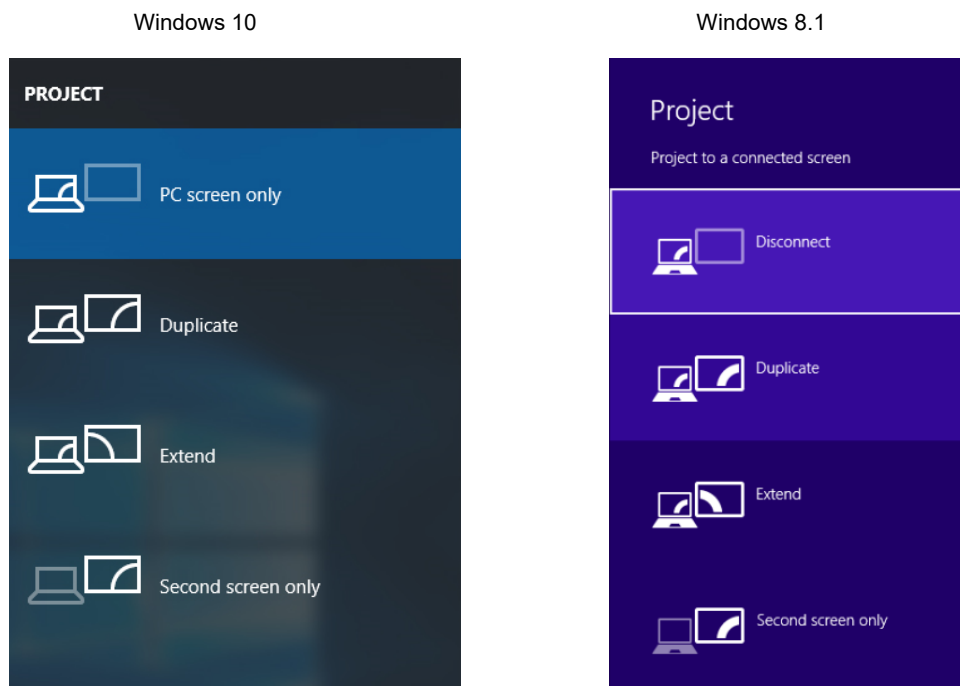 Windows 10
PROJECT
PC screen only
Duplicate
Extend
Second screen only
Windows 8.1
Project
Project to a connected screen
Disconnect
Duplicate
Extend
Second screen only